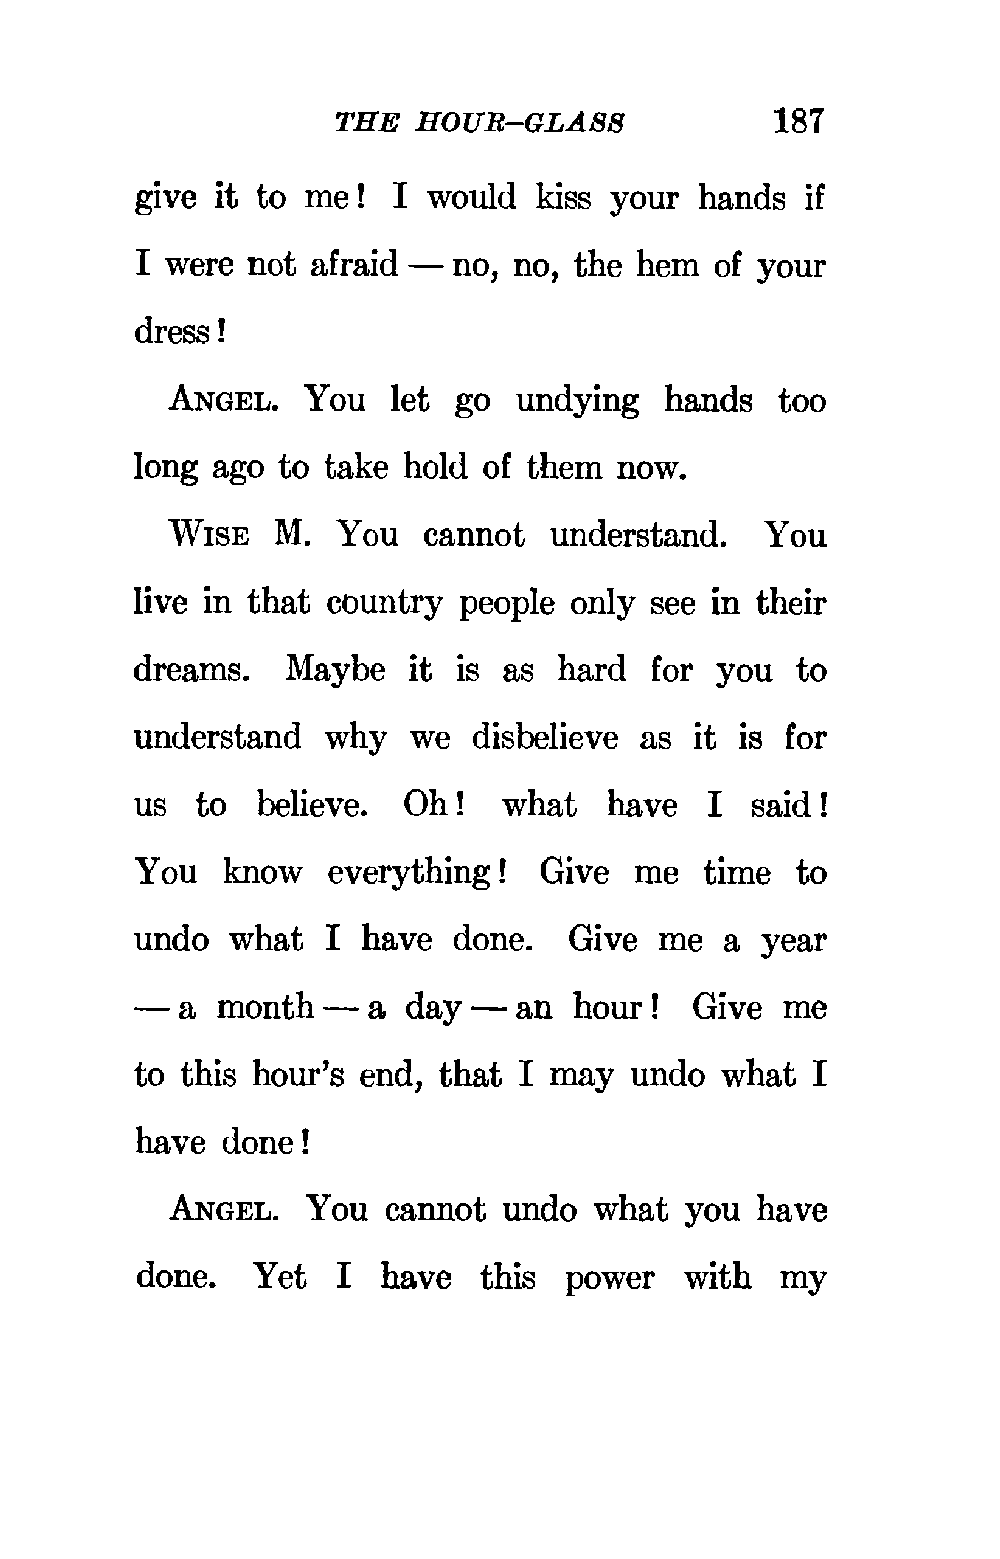 THE HOUR-GLASS 187
give it to me! I would kiss your hands if
I were not afraid — no, no, the hem of your
dress!
ANGEL. You let go undying hands too
long ago to take hold of them now.
WISE M. You cannot understand. You
live in that country people only see in their
dreams. Maybe it is as hard for you to
understand why we disbelieve as it is for
us to believe. Oh! what have I said!
You know everything! Give me time to
undo what I have done. Give me a year
— a month — a day — an hour! Give me
to this hour's end, that I may undo what I
have done!
ANGEL. You cannot undo what you have
done. Yet I have this power with my